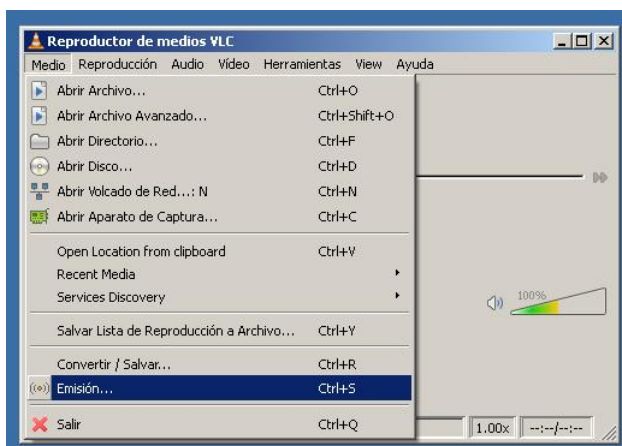 Reproductor de medios VLC
Medio Reproducción Audio Vídeo Herramientas View Ayuda
Abrir Archivo... Ctrl+O
Abrir Archivo Avanzado... Ctrl+Shift+O
Abrir Directorio... Ctrl+F
Abrir Disco... Ctrl+D
Abrir Volcado de Red...: N Ctrl+N
Abrir Aparato de Captura... Ctrl+C
Open Location from clipboard Ctrl+V
Recent Media
Services Discovery
100%
Salvar Lista de Reproducción a Archivo... Ctrl+Y
Convertir / Salvar... Ctrl+R
Emisión... Ctrl+S
Salir Ctrl+Q
1.00x --:--/--:--